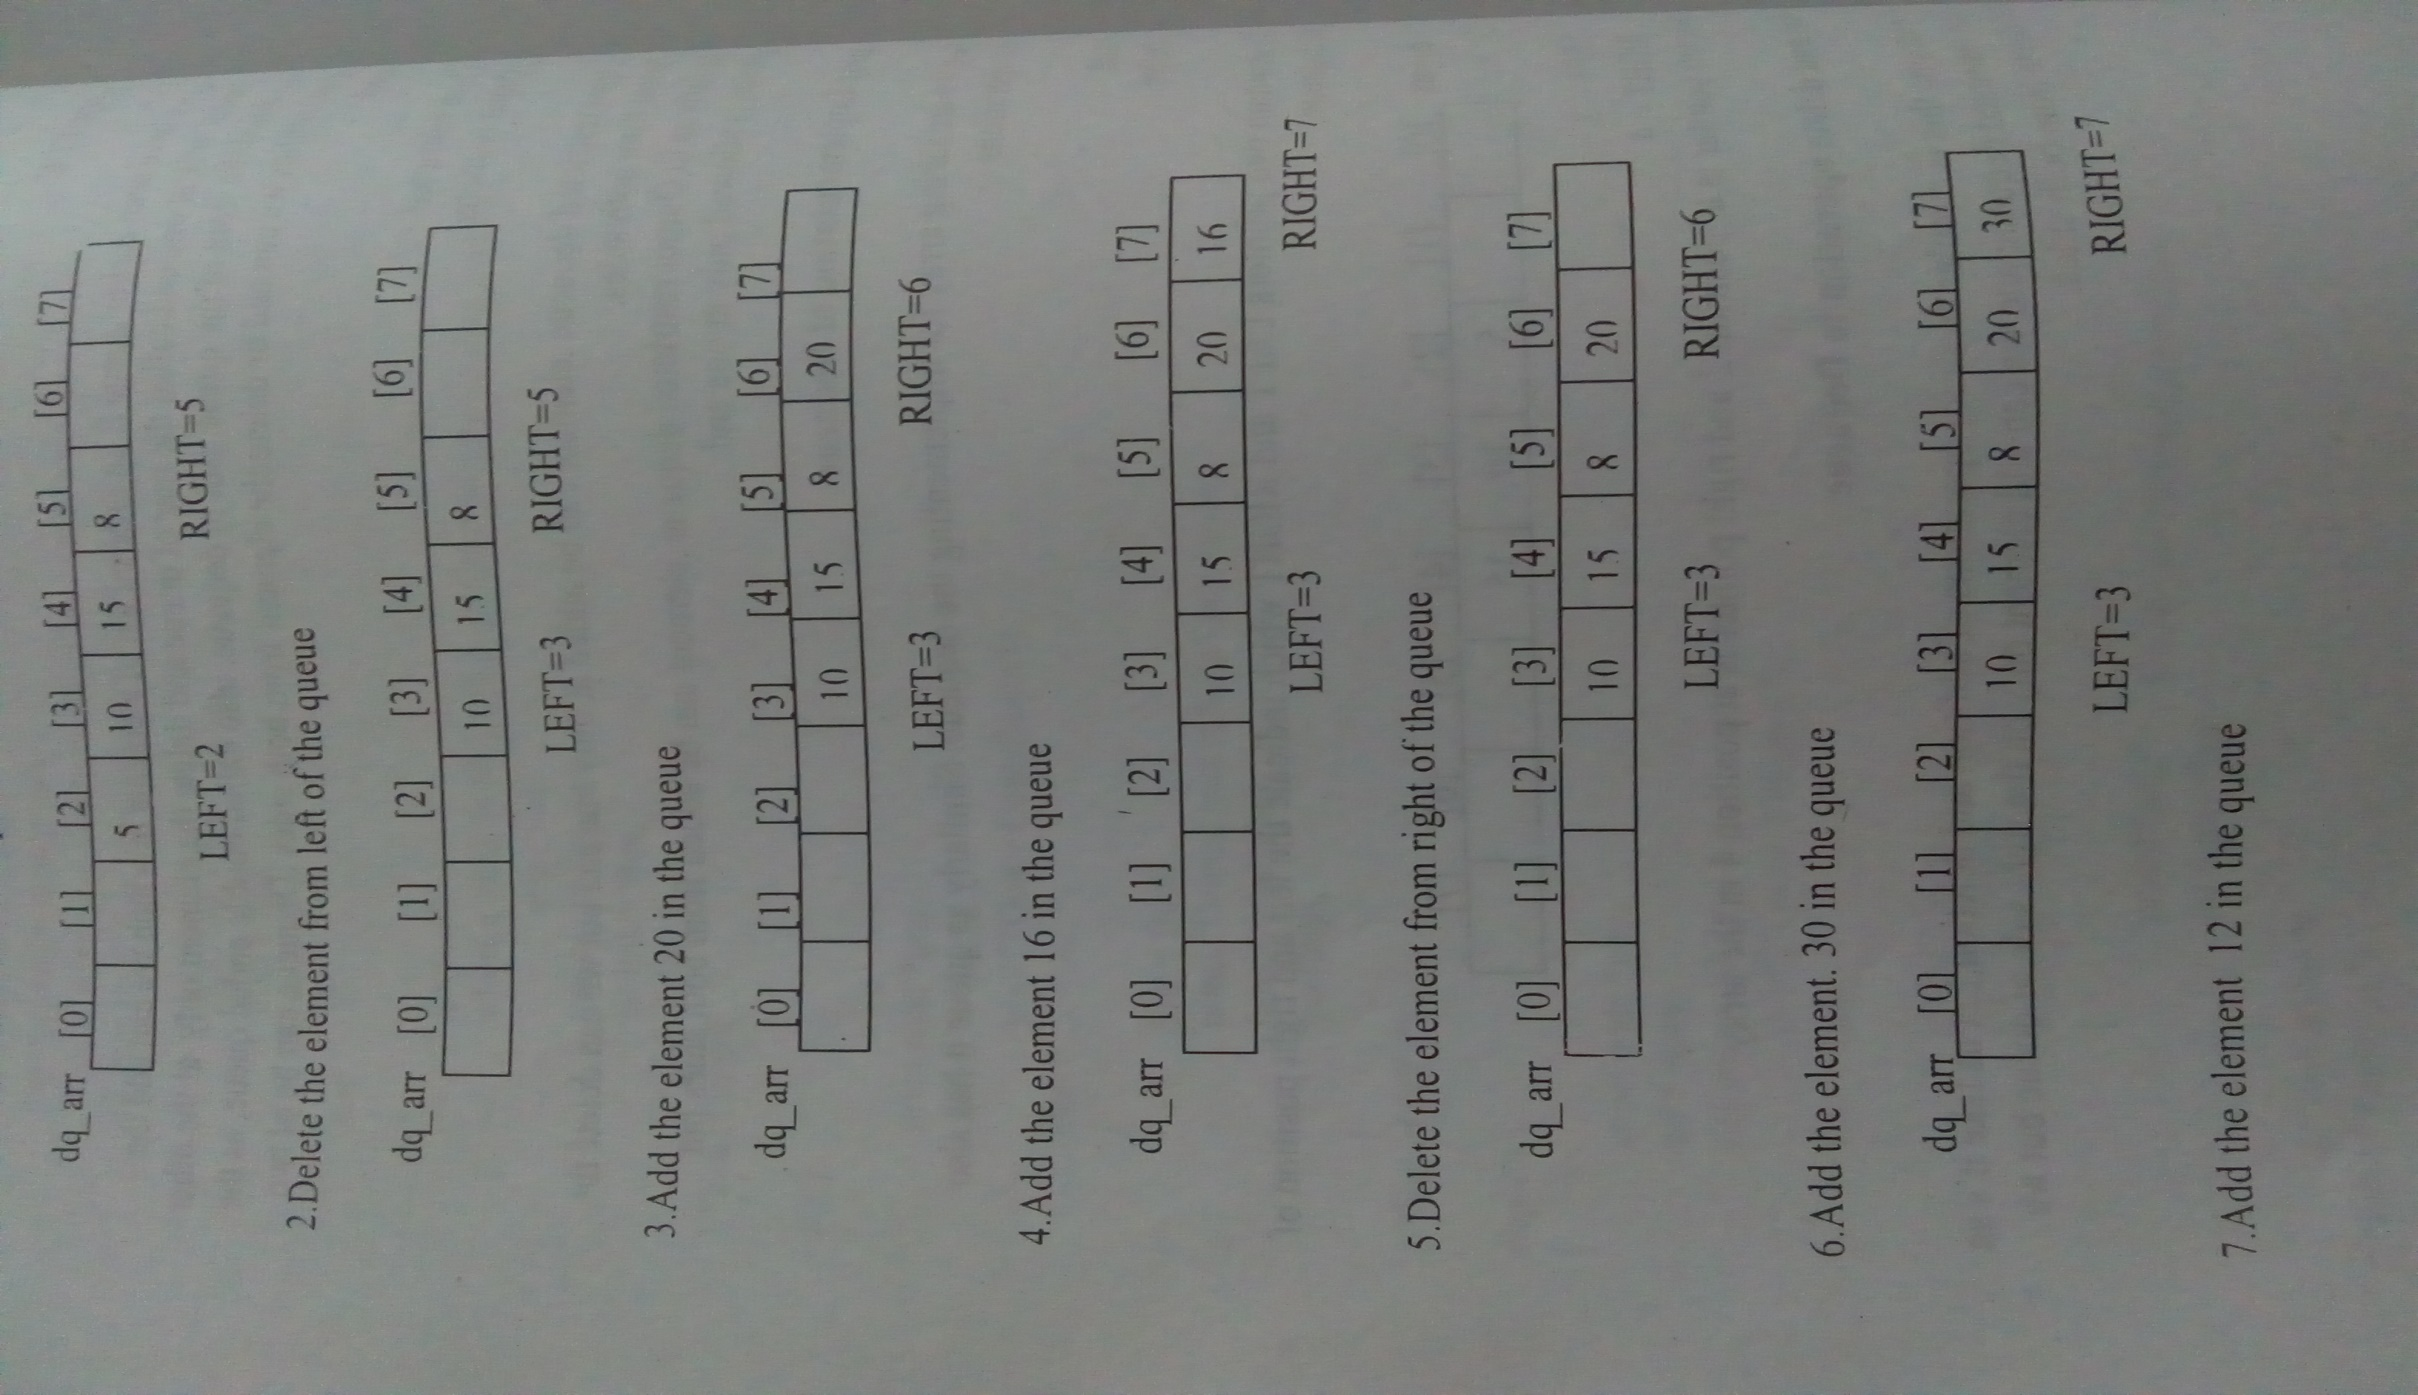 dq_arr [0] [1] [2] [3] [4] [5] [6] [7]
5 10 15 8
LEFT=2 RIGHT=5
2.Delete the element from left of the queue
dq_arr [0] [1] [2] [3] [4] [5] [6] [7]
10 15 8
LEFT=3 RIGHT=5
3.Add the element 20 in the queue
dq_arr [0] [1] [2] [3] [4] [5] [6] [7]
10 15 8 20
LEFT=3 RIGHT=6
4.Add the element 16 in the queue
dq_arr [0] [1] [2] [3] [4] [5] [6] [7]
10 15 8 20 16
LEFT=3 RIGHT=7
5.Delete the element from right of the queue
dq_arr [0] [1] [2] [3] [4] [5] [6] [7]
10 15 8 20
LEFT=3 RIGHT=6
6.Add the element. 30 in the queue
dq_arr [0] [1] [2] [3] [4] [5] [6] [7]
10 15 8 20 30
LEFT=3 RIGHT=7
7.Add the element 12 in the queue